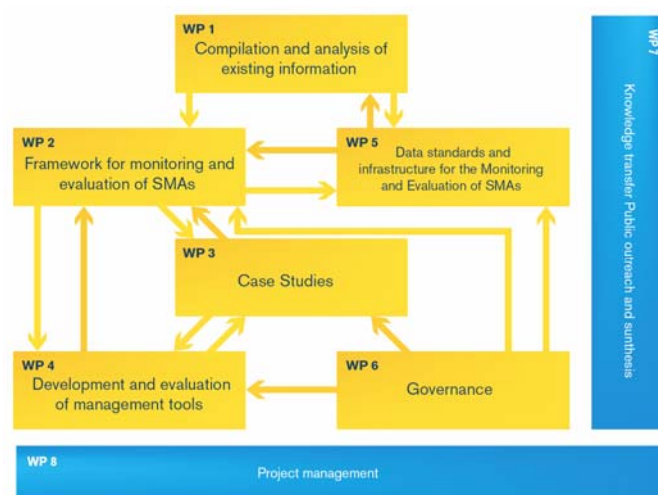 WP 1
Compilation and analysis of
existing information
WP 2
Framework for monitoring and
evaluation of SMAs
WP 5
Data standards and
infrastructure for the Monitoring
and Evaluation of SMAs
WP 3
Case Studies
WP 4
Development and evaluation
of management tools
WP 6
Governance
WP 7
Knowledge transfer Public outreach and sunthesis
WP 8
Project management